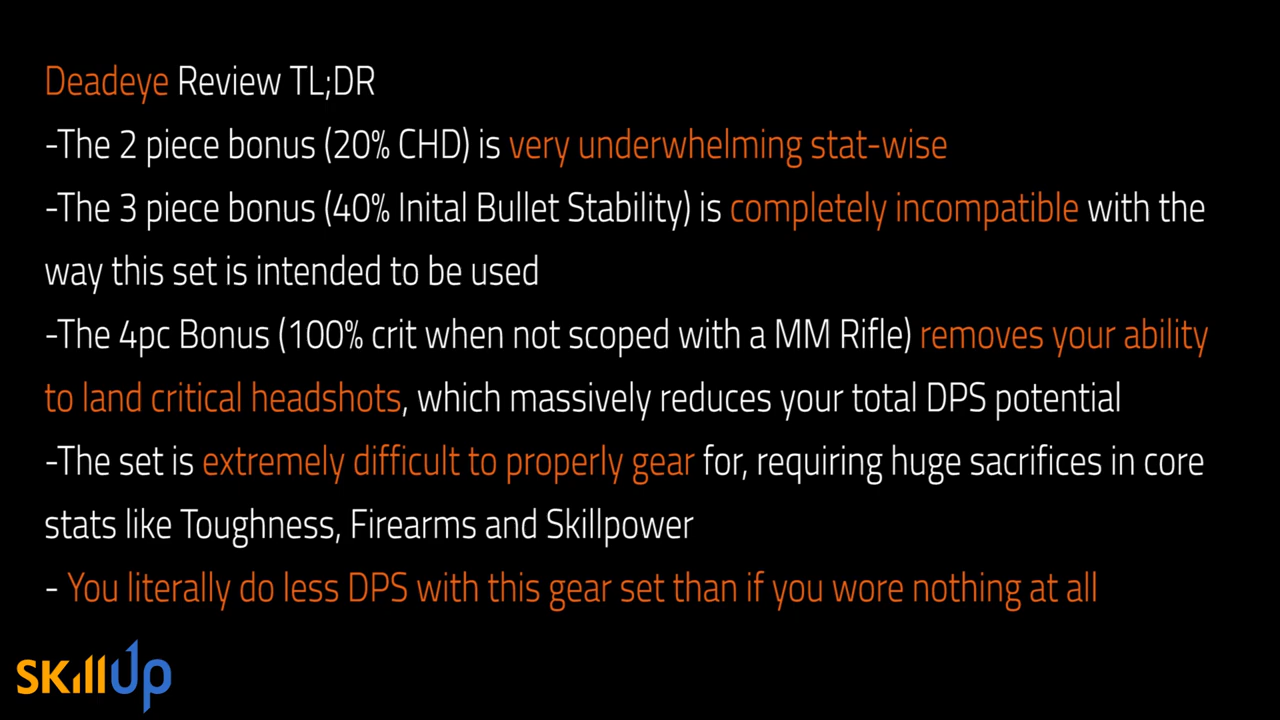 Deadeye Review TL;DR
-The 2 piece bonus (20% CHD) is very underwhelming stat-wise
-The 3 piece bonus (40% Inital Bullet Stability) is completely incompatible with the
way this set is intended to be used
-The 4pc Bonus (100% crit when not scoped with a MM Rifle) removes your ability
to land critical headshots, which massively reduces your total DPS potential
-The set is extremely difficult to properly gear for, requiring huge sacrifices in core
stats like Toughness, Firearms and Skillpower
- You literally do less DPS with this gear set than if you wore nothing at all
SKillUp